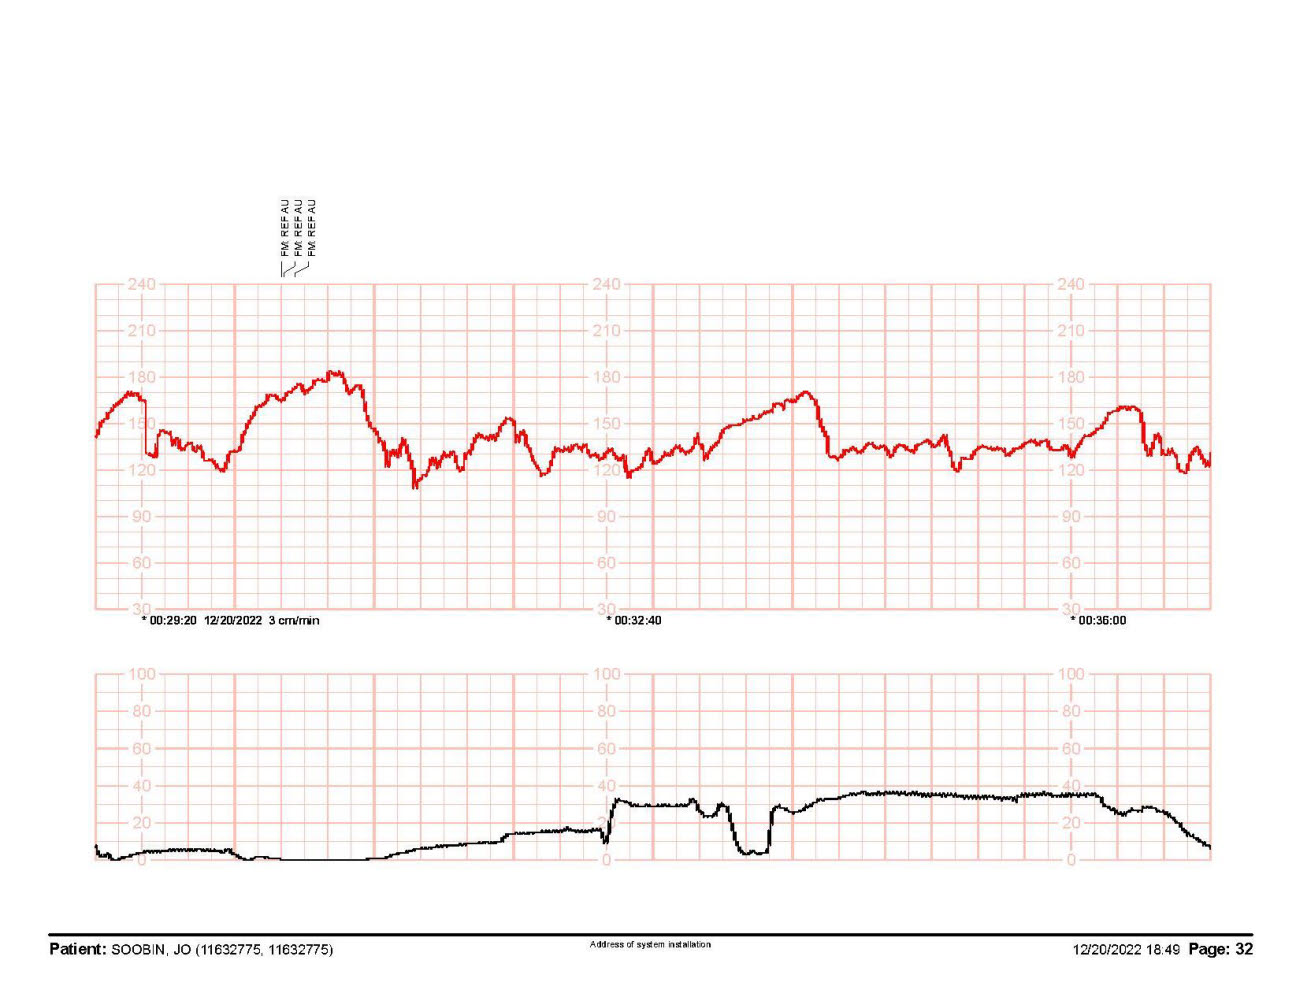 FM: REF AU
FM: REF AU
FM: REF AU
240 240 240
210 210 210
180 180 180
150 150 150
120 120 120
90 90 90
60 60 60
30 30 30
* 00:29:20 12/20/2022 3 cm/min * 00:32:40 * 00:36:00
100 100 100
80 80 80
60 60 60
40 40 40
20 20 20
0 0 0
Patient: SOOBIN, JO (11632775, 11632775) Address of system installation 12/20/2022 18:49 Page: 32